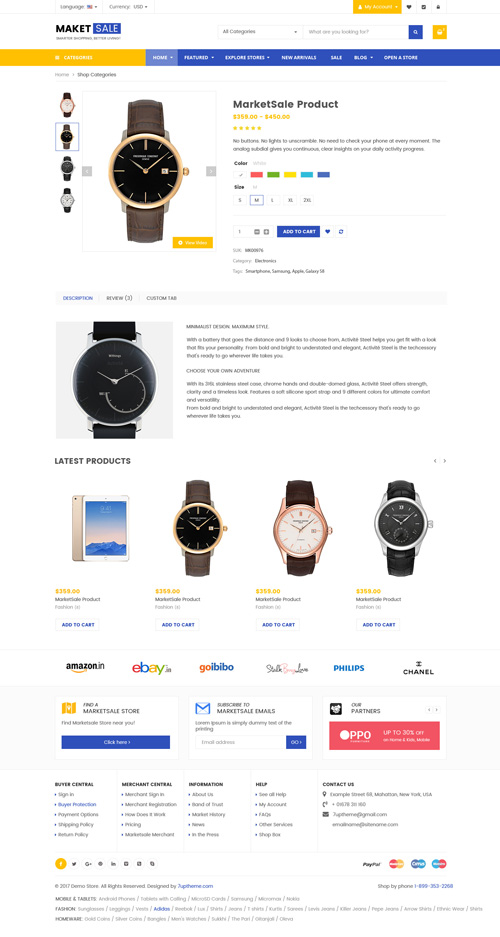 Language:
Currency: USD
My Account
MAKET SALE
SMARTER SHOPPING, BETTER LIVING!
All Categories
What are you looking for?
CATEGORIES
HOME
FEATURED
EXPLORE STORES
NEW ARRIVALS
SALE
BLOG
OPEN A STORE
Home
Shop Categories
MarketSale Product
$359.00 - $450.00
No buttons. No lights to unscramble. No need to check your phone at every moment. The
analog subdial gives you continuous, clear insights on your daily activity progress.
Color White
Size M
S M L XL 2XL
1
ADD TO CART
View Video
SUK: MK00976
Category: Electronics
Tags: Smartphone, Samsung, Apple, Galaxy S8
DESCRIPTION
REVIEW (3)
CUSTOM TAB
MINIMALIST DESIGN. MAXIMUM STYLE.
With a battery that goes the distance and 9 looks to choose from, Activité Steel helps you get fit with a look
that fits your personality. From bold and bright to understated and elegant, Activité Steel is the techcessory
that's ready to go wherever life takes you.
CHOOSE YOUR OWN ADVENTURE
With its 316L stainless steel case, chrome hands and double-domed glass, Activité Steel offers strength,
clarity and a timeless look. Features a soft silicone sport strap and 9 different colors for ultimate comfort
and versatility.
From bold and bright to understated and elegant, Activité Steel is the techcessory that's ready to go
wherever life takes you.
LATEST PRODUCTS
$359.00
MarketSale Product
Fashion (4)
ADD TO CART
$359.00
MarketSale Product
Fashion (4)
ADD TO CART
$359.00
MarketSale Product
Fashion (4)
ADD TO CART
$359.00
MarketSale Product
Fashion (4)
ADD TO CART
amazon.in
ebay.in
goibibo
PHILIPS
CHANEL
FIND A
MARKETSALE STORE
Find Marketsale Store near you!
Click here
SUBSCRIBE TO
MARKETSALE EMAILS
Lorem Ipsum is simply dummy text of the
printing
Email address
GO
OUR
PARTNERS
OPPO
UP TO 30% off
on Home & Kids, Mobile
BUYER CENTRAL
Sign In
Buyer Protection
Payment Options
Shipping Policy
Return Policy
MERCHANT CENTRAL
Merchant Sign In
Merchant Registration
How Does It Work
Pricing
Marketsale Merchant
INFORMATION
About Us
Band of Trust
Market History
News
In the Press
HELP
See all Help
My Account
FAQs
Other Services
Shop Box
CONTACT US
Example Street 68, Mahattan, New York, USA
+ 01678 311 160
7uptheme@gmail.com
emailname@sitename.com
PayPal
© 2017 Demo Store. All Rights Reserved. Designed by 7uptheme.com
Shop by phone 1-899-353-2268
MOBILE & TABLETS: Android Phones / Tablets with Calling / MicroSD Cards / Samsung / Micromax / Nokia
FASHION: Sunglasses / Leggings / Vests / Adidas / Reebok / Lux / Shirts / Jeans / T shirts / Kurtis / Sarees / Levis Jeans / Killer Jeans / Pepe Jeans / Arrow Shirts / Ethnic Wear / Shirts
HOMEWARE: Gold Coins / Silver Coins / Bangles / Men's Watches / Sukkhi / The Pari / Gitanjali / Oleva